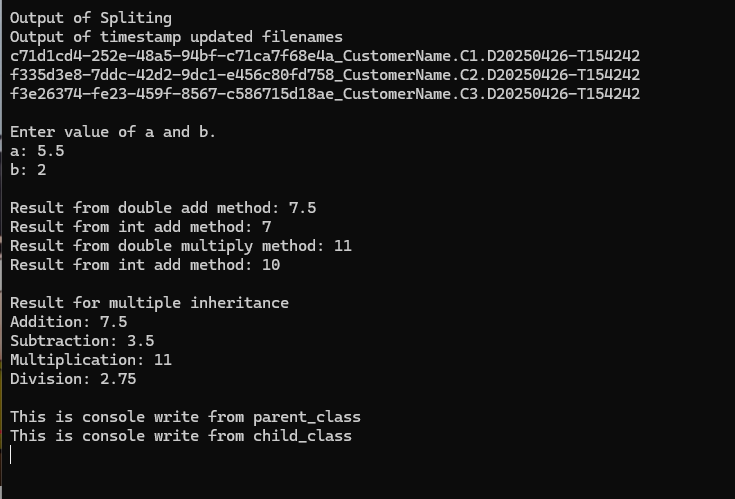 Output of Spliting
Output of timestamp updated filenames
c71d1cd4-252e-48a5-94bf-c71ca7f68e4a_CustomerName.C1.D20250426-T154242
f335d3e8-7ddc-42d2-9dc1-e456c80fd758_CustomerName.C2.D20250426-T154242
f3e26374-fe23-459f-8567-c586715d18ae_CustomerName.C3.D20250426-T154242
Enter value of a and b.
a: 5.5
b: 2
Result from double add method: 7.5
Result from int add method: 7
Result from double multiply method: 11
Result from int add method: 10
Result for multiple inheritance
Addition: 7.5
Subtraction: 3.5
Multiplication: 11
Division: 2.75
This is console write from parent_class
This is console write from child_class